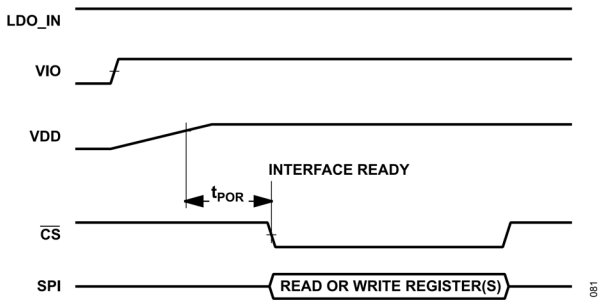 LDO_IN
VIO
VDD
INTERFACE READY
tPOR
CS
SPI
READ OR WRITE REGISTER(S)
081